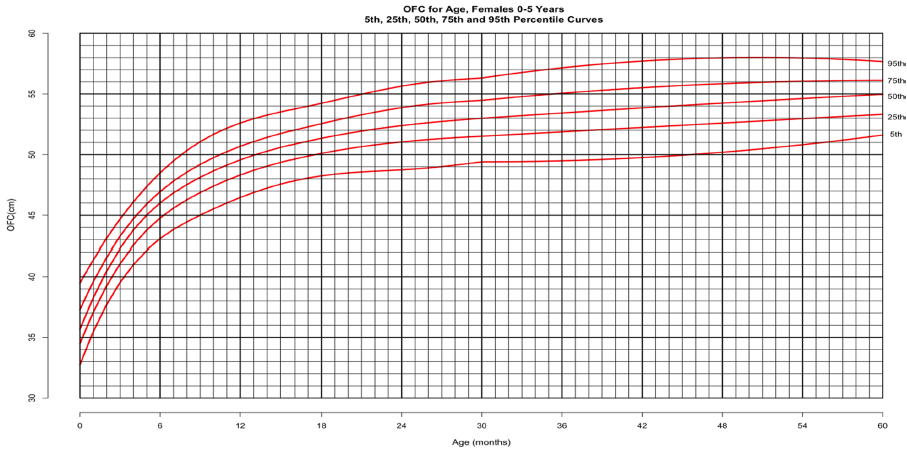 OFC for Age, Females 0-5 Years
5th, 25th, 50th, 75th and 95th Percentile Curves
60
55
50
45
40
35
30
OFC(cm)
95th
75th
50th
25th
5th
0 6 12 18 24 30 36 42 48 54 60
Age (months)